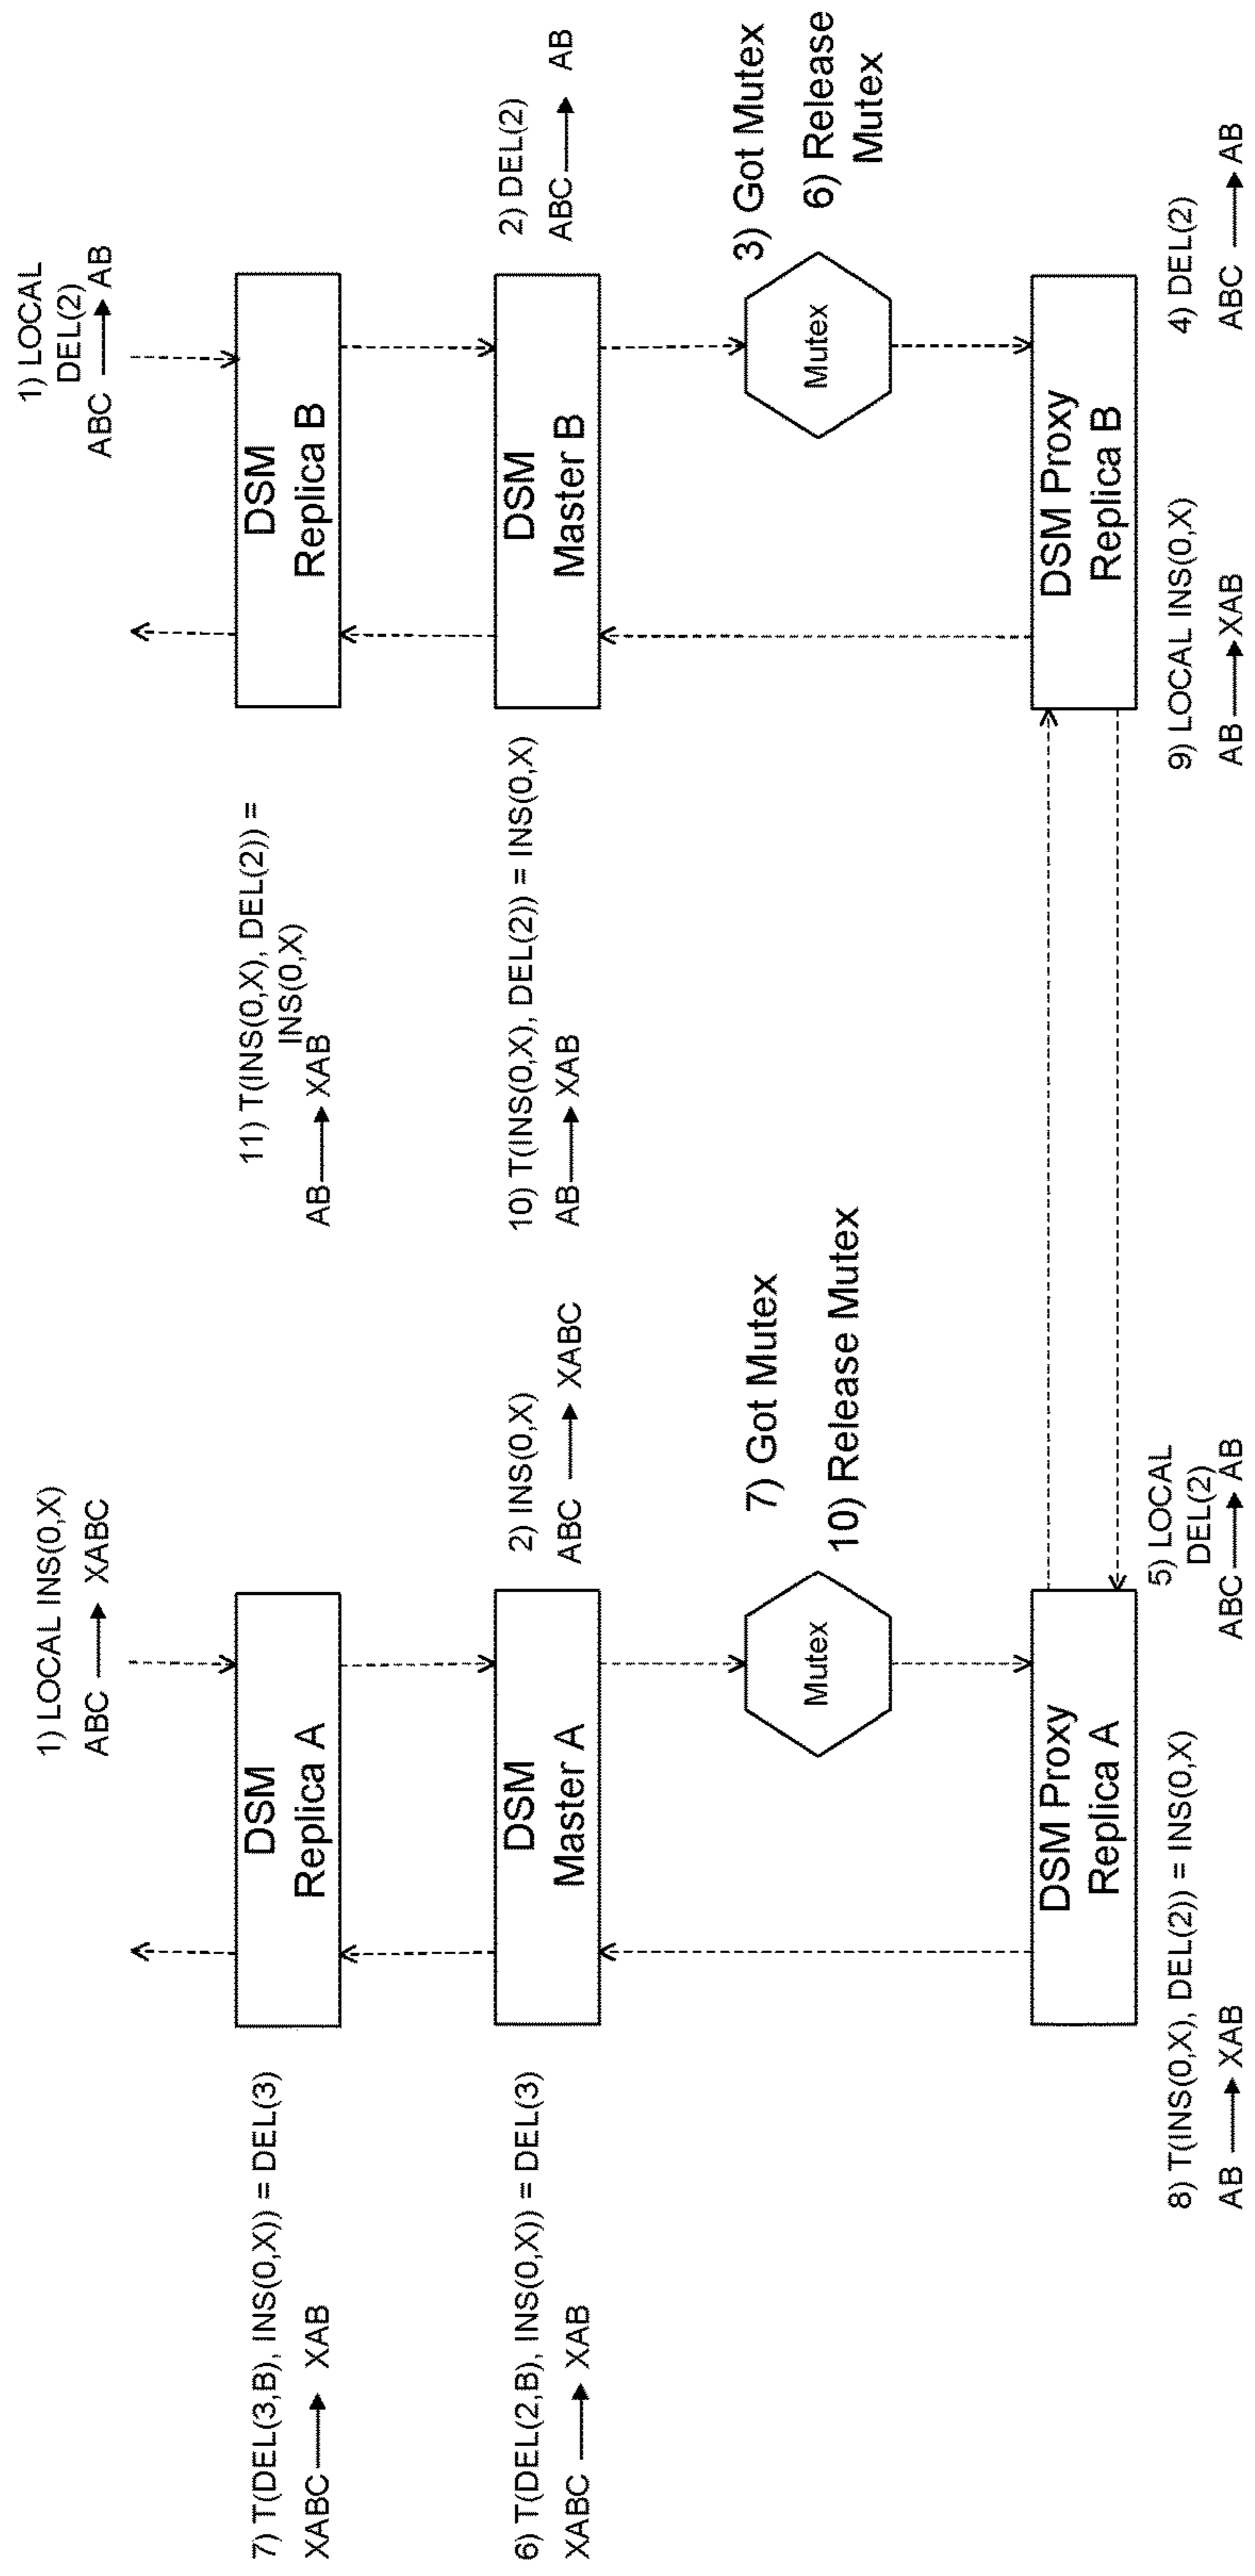 1) LOCAL INS(0,X)
ABC → XABC
7) T(DEL(3,B), INS(0,X)) = DEL(3)
XABC → XAB
DSM
Replica A
6) T(DEL(2,B), INS(0,X)) = DEL(3)
XABC → XAB
DSM
Master A
2) INS(0,X)
ABC → XABC
Mutex
7) Got Mutex
10) Release Mutex
DSM Proxy
Replica A
8) T(INS(0,X), DEL(2)) = INS(0,X)
AB → XAB
5) LOCAL
DEL(2)
ABC → AB
1) LOCAL
DEL(2)
ABC → AB
11) T(INS(0,X), DEL(2)) =
INS(0,X)
AB → XAB
DSM
Replica B
10) T(INS(0,X), DEL(2)) = INS(0,X)
AB → XAB
DSM
Master B
2) DEL(2)
ABC → AB
Mutex
3) Got Mutex
6) Release
Mutex
DSM Proxy
Replica B
9) LOCAL INS(0,X)
AB → XAB
4) DEL(2)
ABC → AB